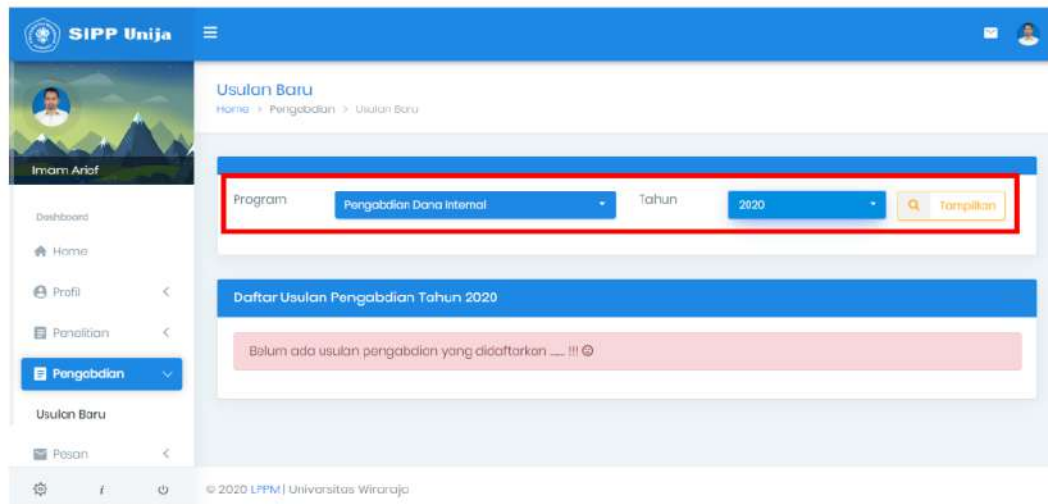 SIPP Unija
Imam Arief
Dashboard
Home
Profil
Penelitian
Pengabdian
Usulan Baru
Pesan
i
Usulan Baru
Home > Pengabdian > Usulan Baru
Program Pengabdian Dana Internal Tahun 2020 Tampilkan
Daftar Usulan Pengabdian Tahun 2020
Belum ada usulan pengabdian yang didaftarkan ..... !!!
© 2020 LPPM | Universitas Wiraraja